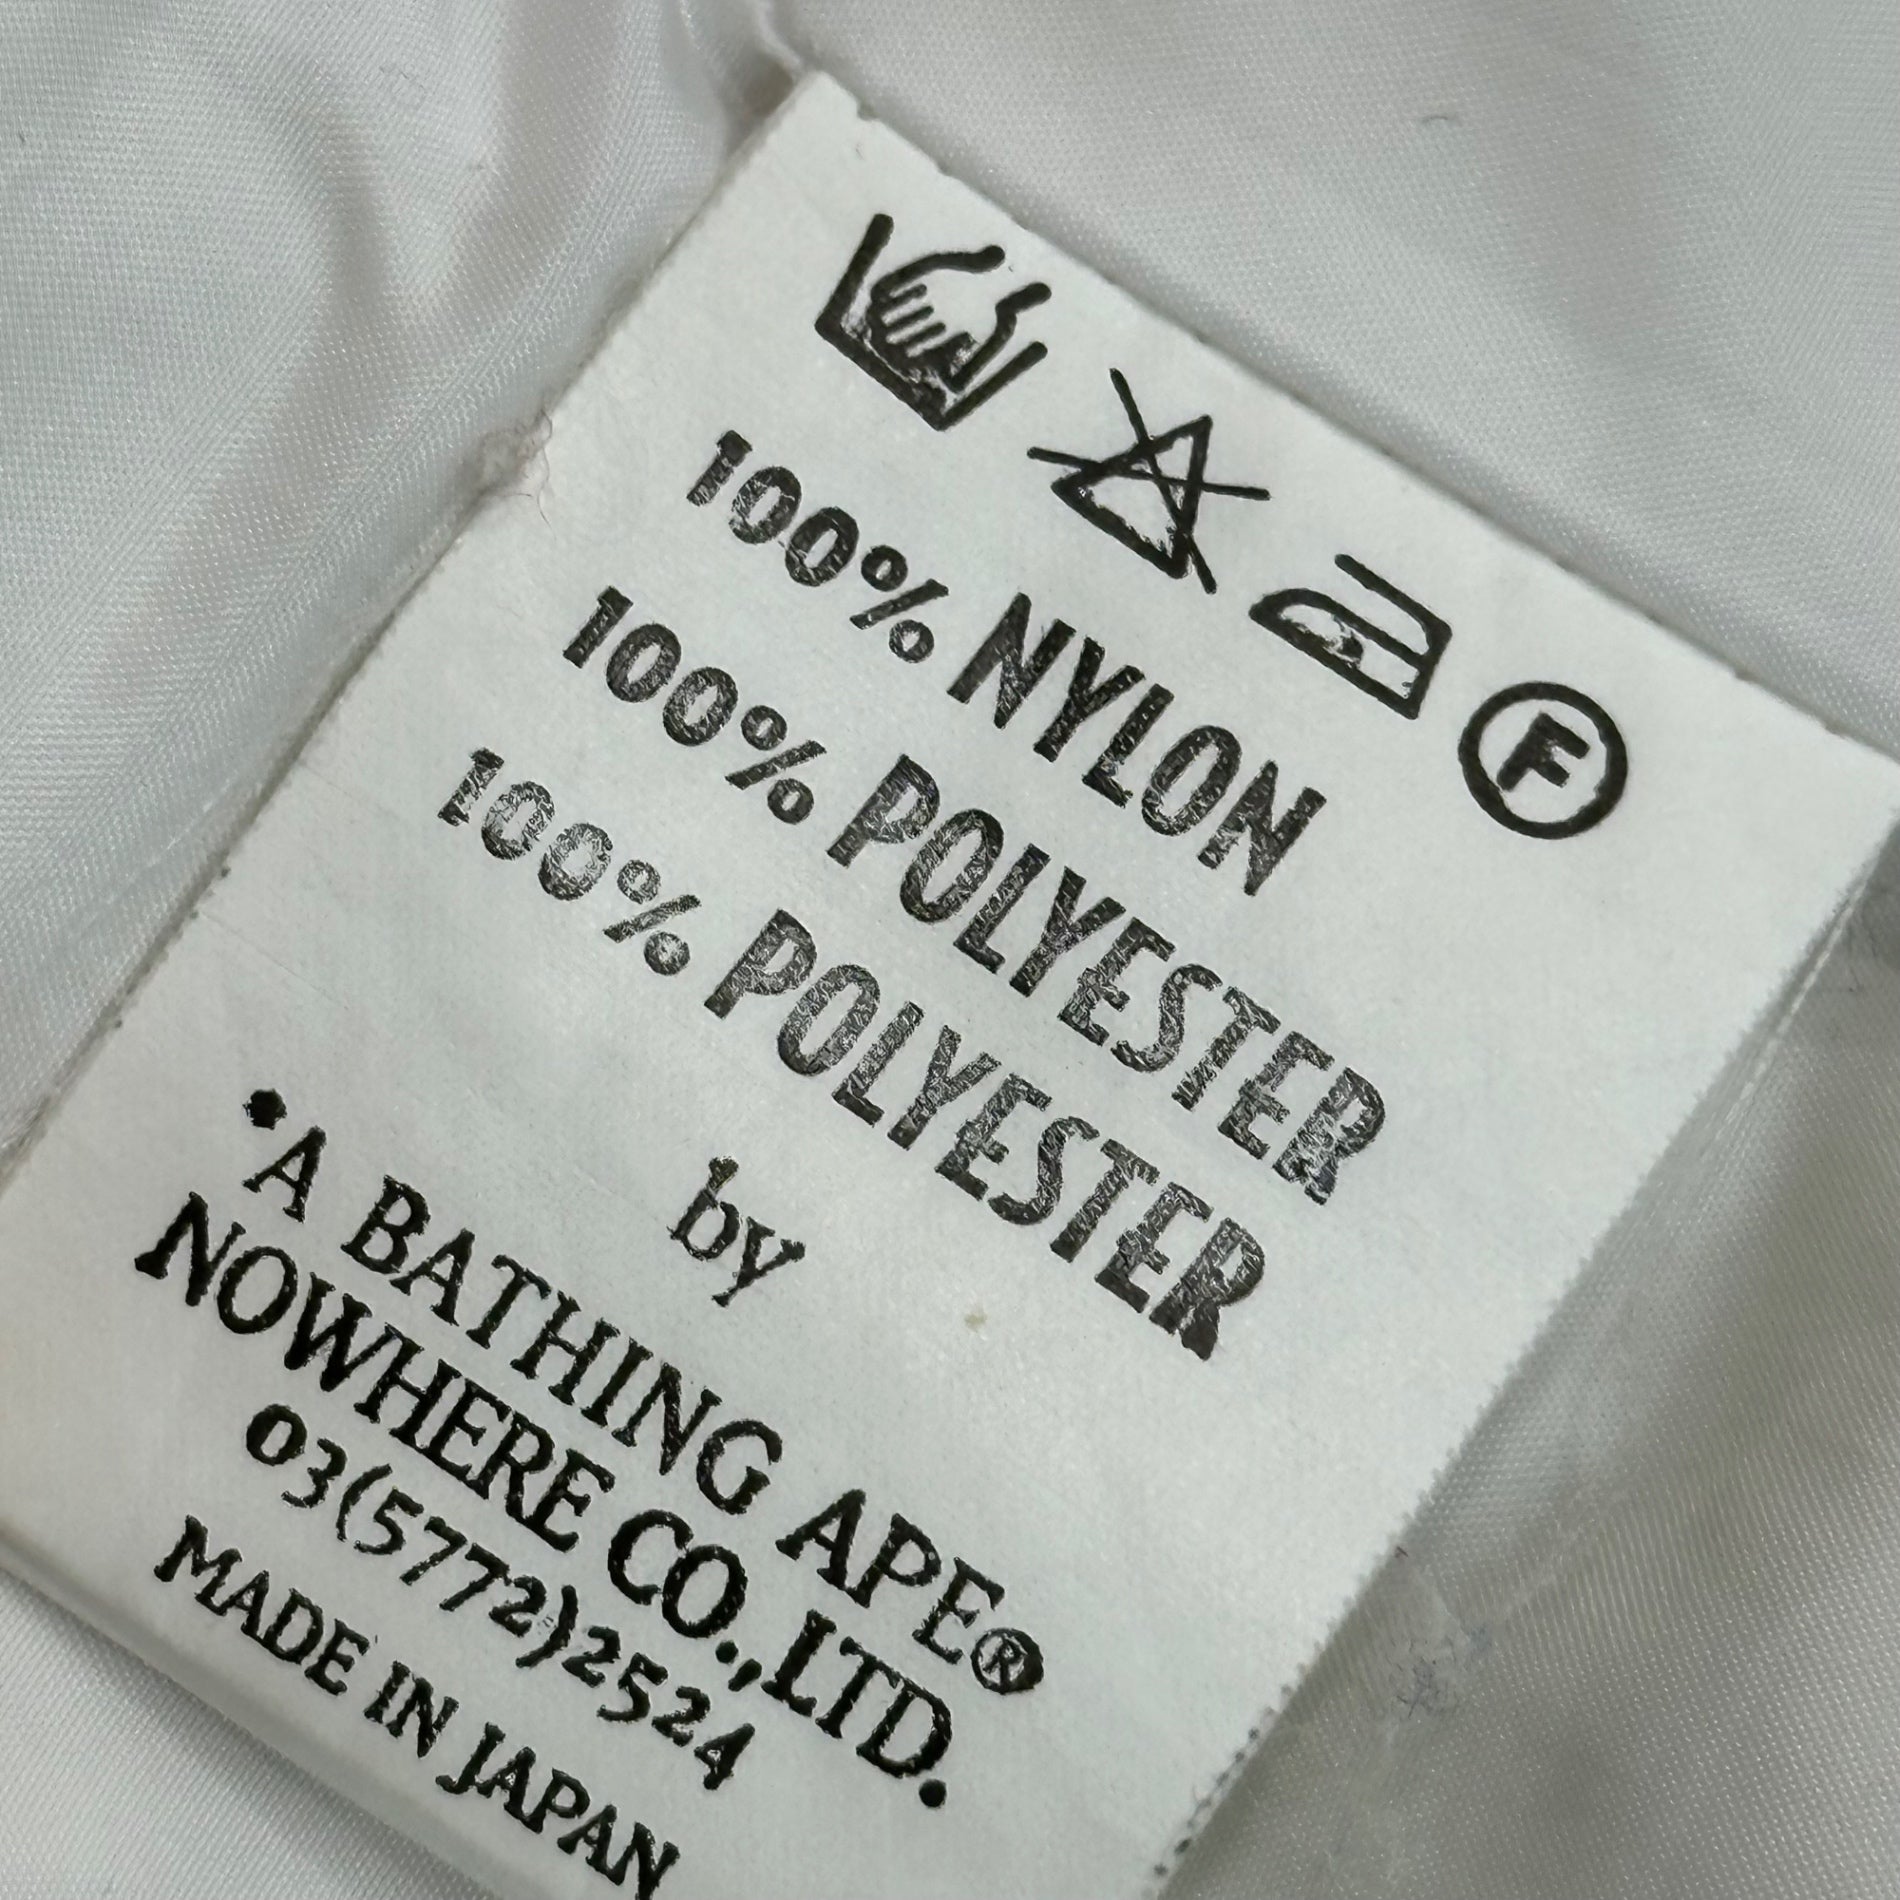 F
100% NYLON
100% POLYESTER
100% POLYESTER
by
•A BATHING APE®
NOWHERE CO.,LTD.
03(5772)2524
MADE IN JAPAN